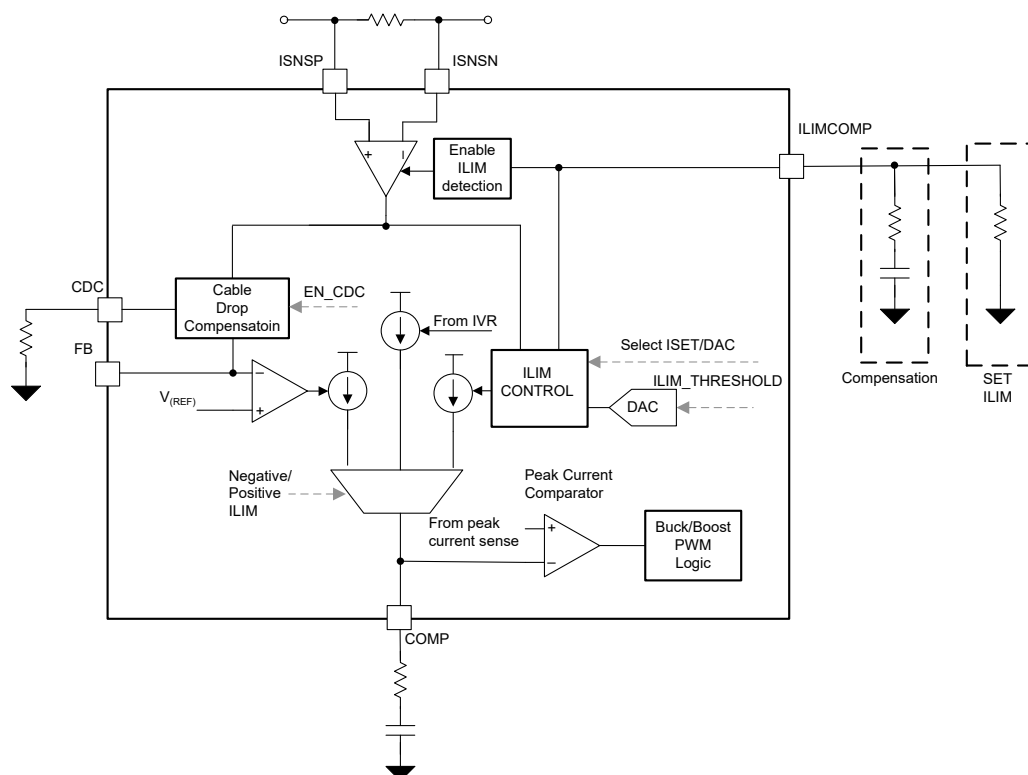 ISNSP
ISNSN
ILIMCOMP
+
−
Enable
ILIM
detection
CDC
Cable
Drop
Compensatoin
EN_CDC
From IVR
FB
Select ISET/DAC
ILIM
CONTROL
ILIM_THRESHOLD
DAC
Compensation
SET
ILIM
V(REF)
−
+
Negative/
Positive
ILIM
Peak Current
Comparator
From peak
current sense
+
−
Buck/Boost
PWM
Logic
COMP